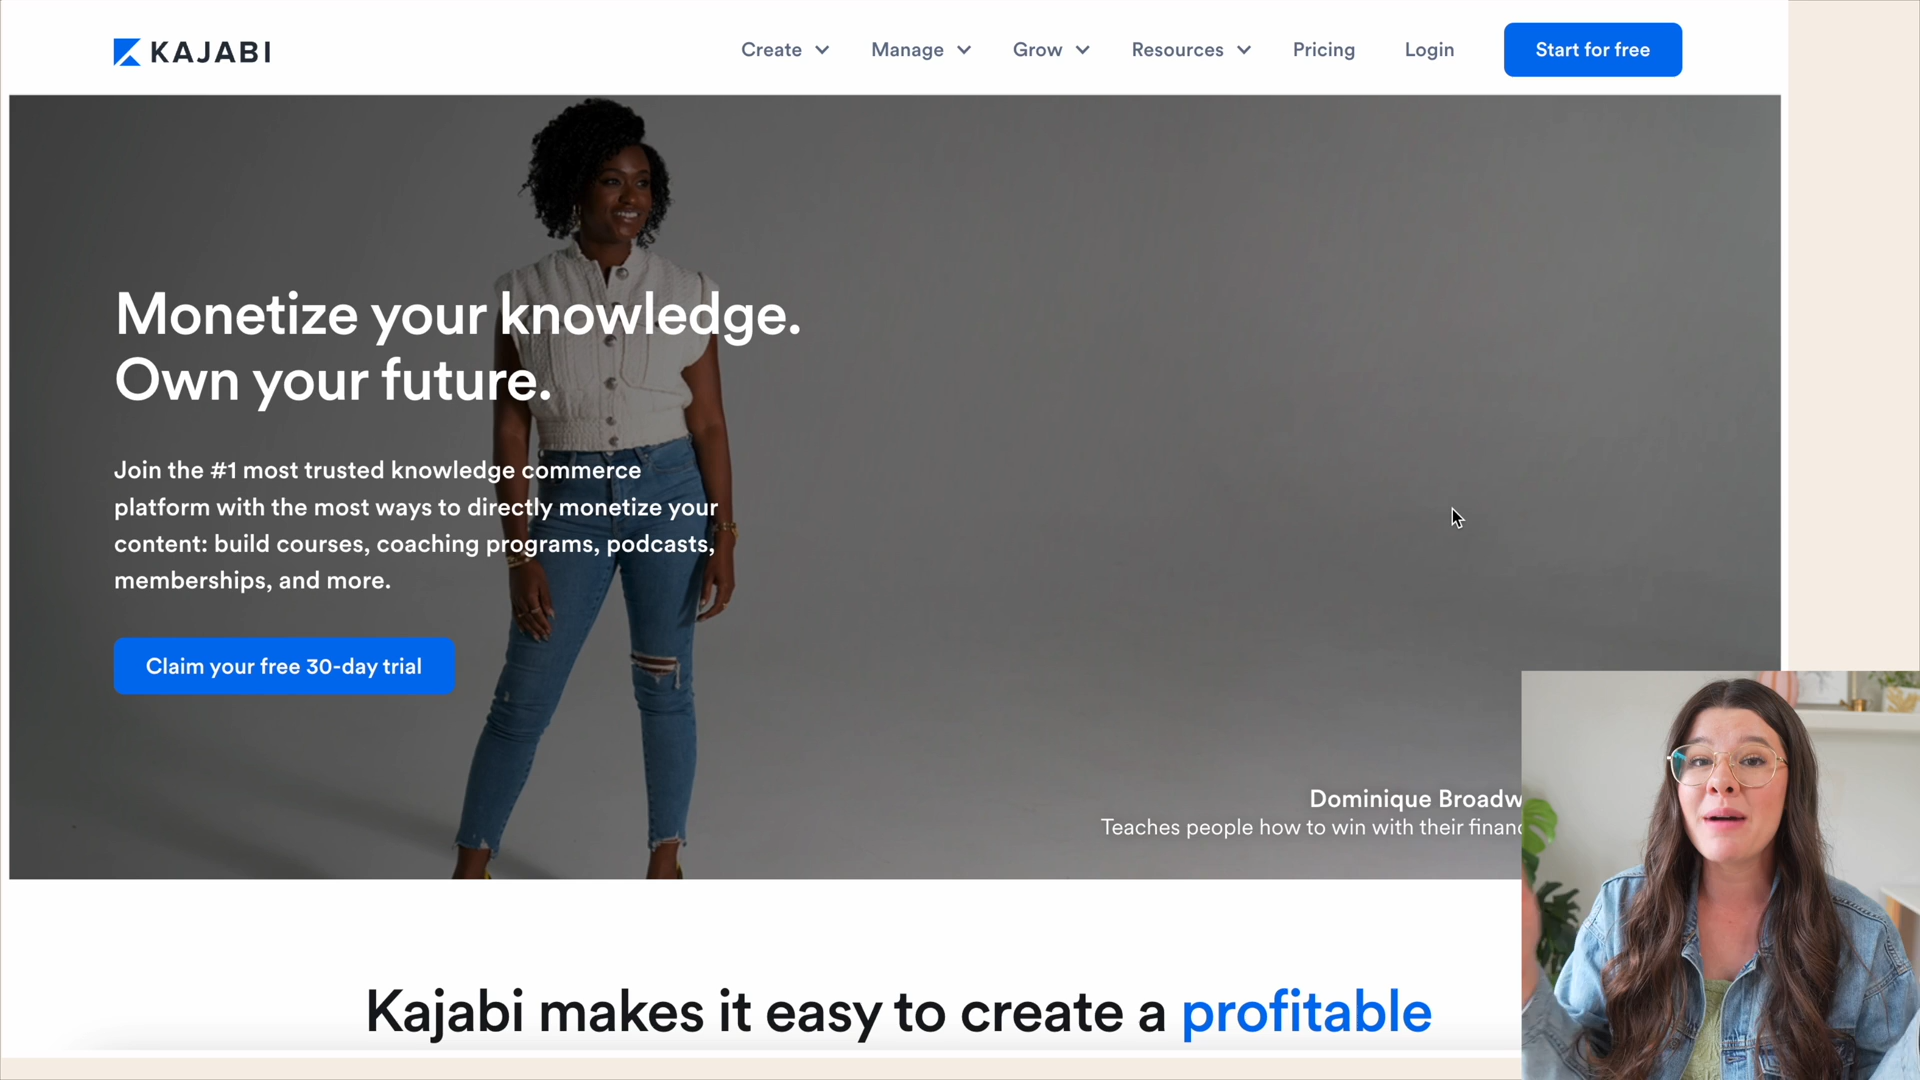 KAJABI
Create
Manage
Grow
Resources
Pricing
Login
Start for free
Monetize your knowledge.
Own your future.
Join the #1 most trusted knowledge commerce
platform with the most ways to directly monetize your
content: build courses, coaching programs, podcasts,
memberships, and more.
Claim your free 30-day trial
Dominique Broadw
Teaches people how to win with their financ
Kajabi makes it easy to create a profitable